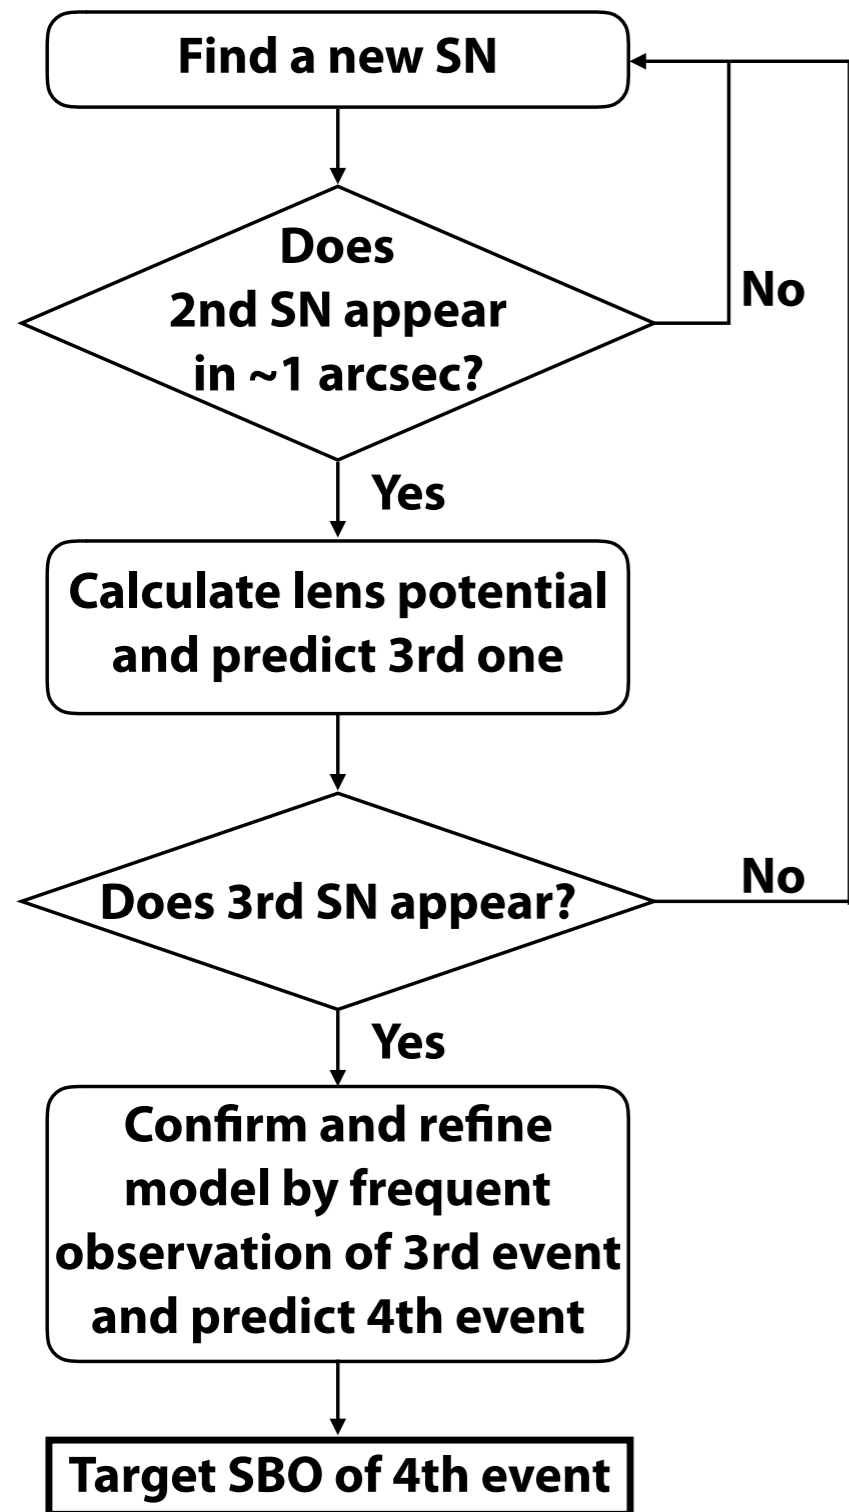 Find a new SN
Does
2nd SN appear
in ~1 arcsec?
No
Yes
Calculate lens potential
and predict 3rd one
Does 3rd SN appear?
No
Yes
Confirm and refine
model by frequent
observation of 3rd event
and predict 4th event
Target SBO of 4th event